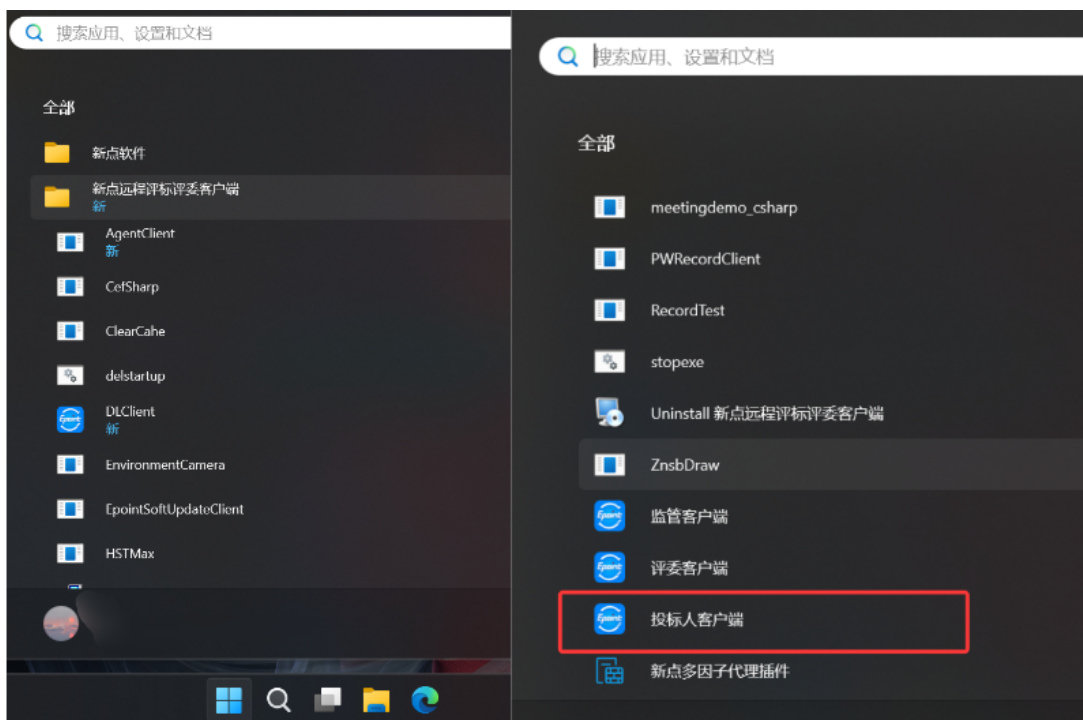 搜索应用、设置和文档
全部
新点软件
新点远程评标评委客户端
新
AgentClient
新
CefSharp
ClearCahe
delstartup
DLClient
新
EnvironmentCamera
EpointSoftUpdateClient
HSTMax
搜索应用、设置和文档
全部
meetingdemo_csharp
PWRecordClient
RecordTest
stopexe
Uninstall 新点远程评标评委客户端
ZnsbDraw
监管客户端
评委客户端
投标人客户端
新点多因子代理插件